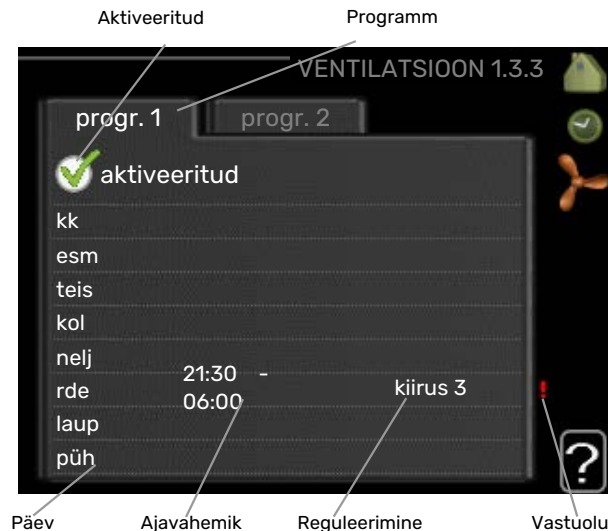 Aktiveeritud Programm
VENTILATSIOON 1.3.3
progr. 1 progr. 2
aktiveeritud
kk
esm
teis
kol
nelj
21:30 -
rde kiirus 3
06:00
laup
püh
?
Päev Ajavahemik Reguleerimine Vastuolu